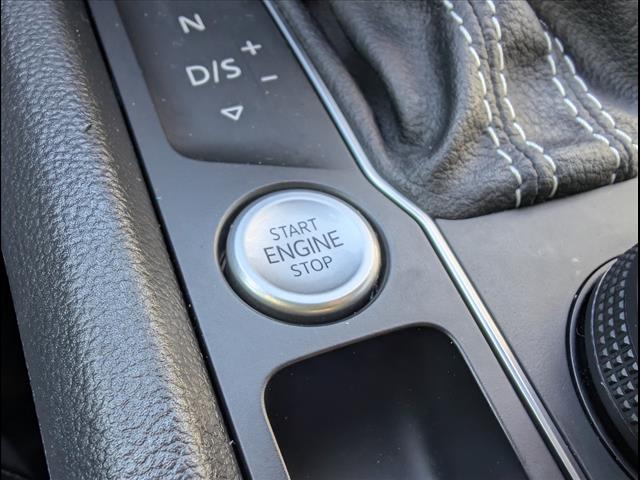 N
D/S + -
START
ENGINE
STOP